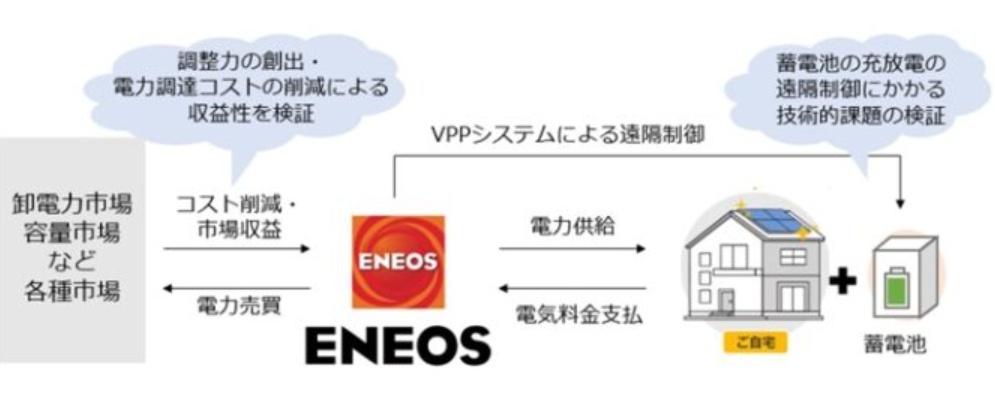 調整力の創出・
電力調達コストの削減による
収益性を検証
蓄電池の充放電の
遠隔制御にかかる
技術的課題の検証
VPPシステムによる遠隔制御
卸電力市場
容量市場
など
各種市場
コスト削減・
市場収益
電力売買
ENEOS
ENEOS
電力供給
電気料金支払
ご自宅
蓄電池